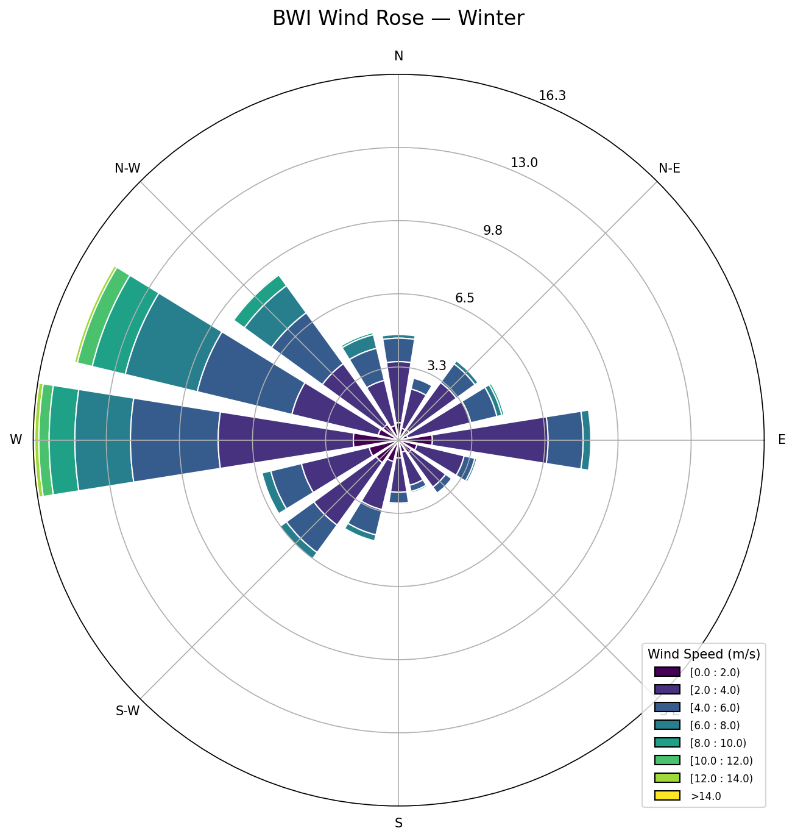 BWI Wind Rose — Winter
N
16.3
N-W
13.0
N-E
9.8
6.5
3.3
W
E
Wind Speed (m/s)
[0.0 : 2.0)
[2.0 : 4.0)
[4.0 : 6.0)
[6.0 : 8.0)
[8.0 : 10.0)
[10.0 : 12.0)
[12.0 : 14.0)
>14.0
S-W
S